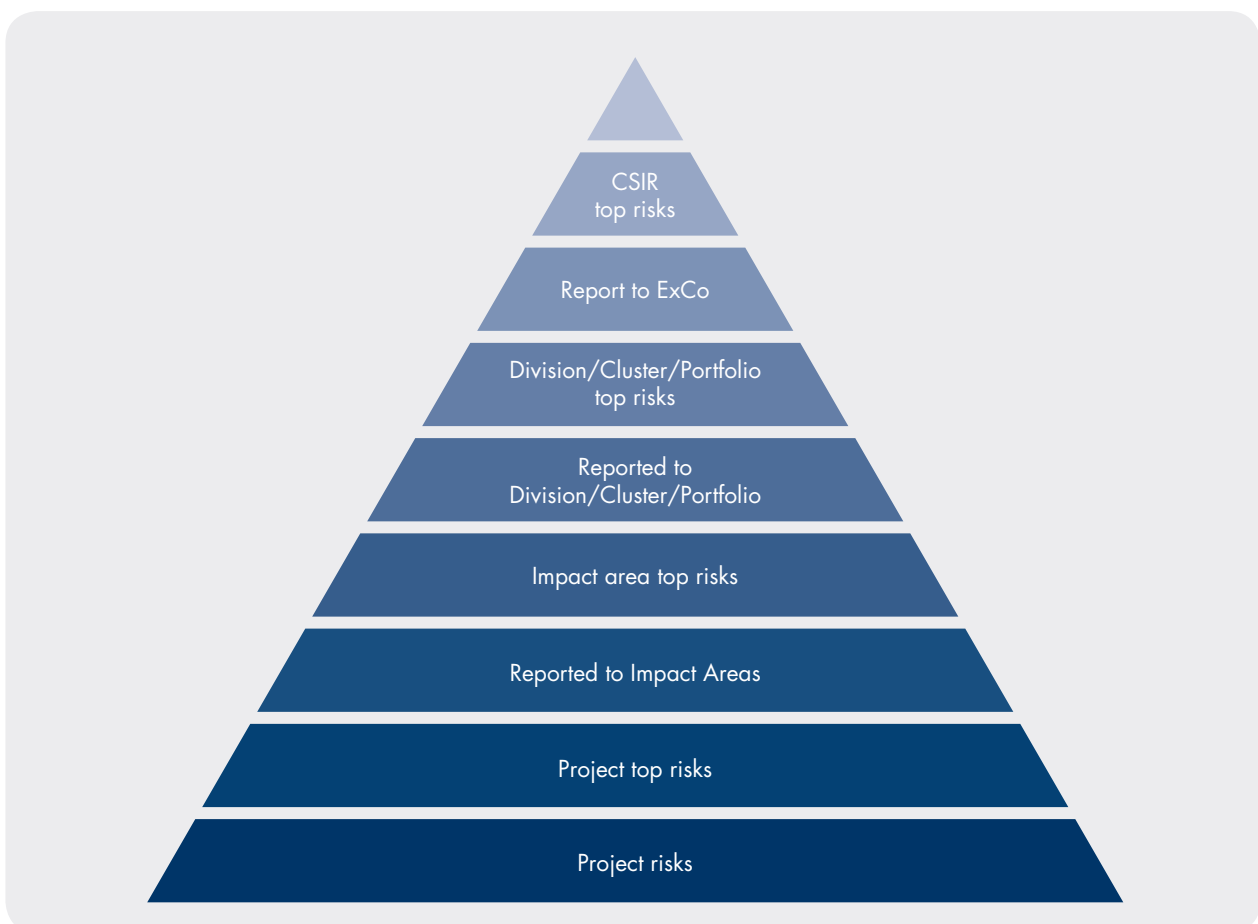 CSIR
top risks
Report to ExCo
Division/Cluster/Portfolio
top risks
Reported to
Division/Cluster/Portfolio
Impact area top risks
Reported to Impact Areas
Project top risks
Project risks